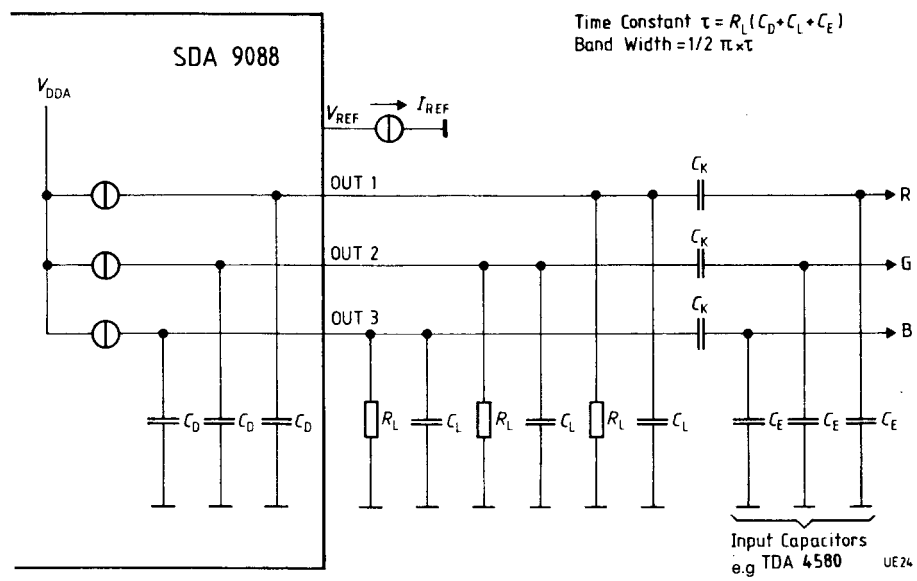 Time Constant τ = R_L(C_D+C_L+C_E)
Band Width = 1/2 π×τ
SDA 9088
V_DDA
V_REF
I_REF
OUT 1
C_K
R
OUT 2
C_K
G
OUT 3
C_K
B
C_D C_D C_D R_L C_L R_L C_L R_L C_L C_E C_E C_E
Input Capacitors
e.g TDA 4580
UE24